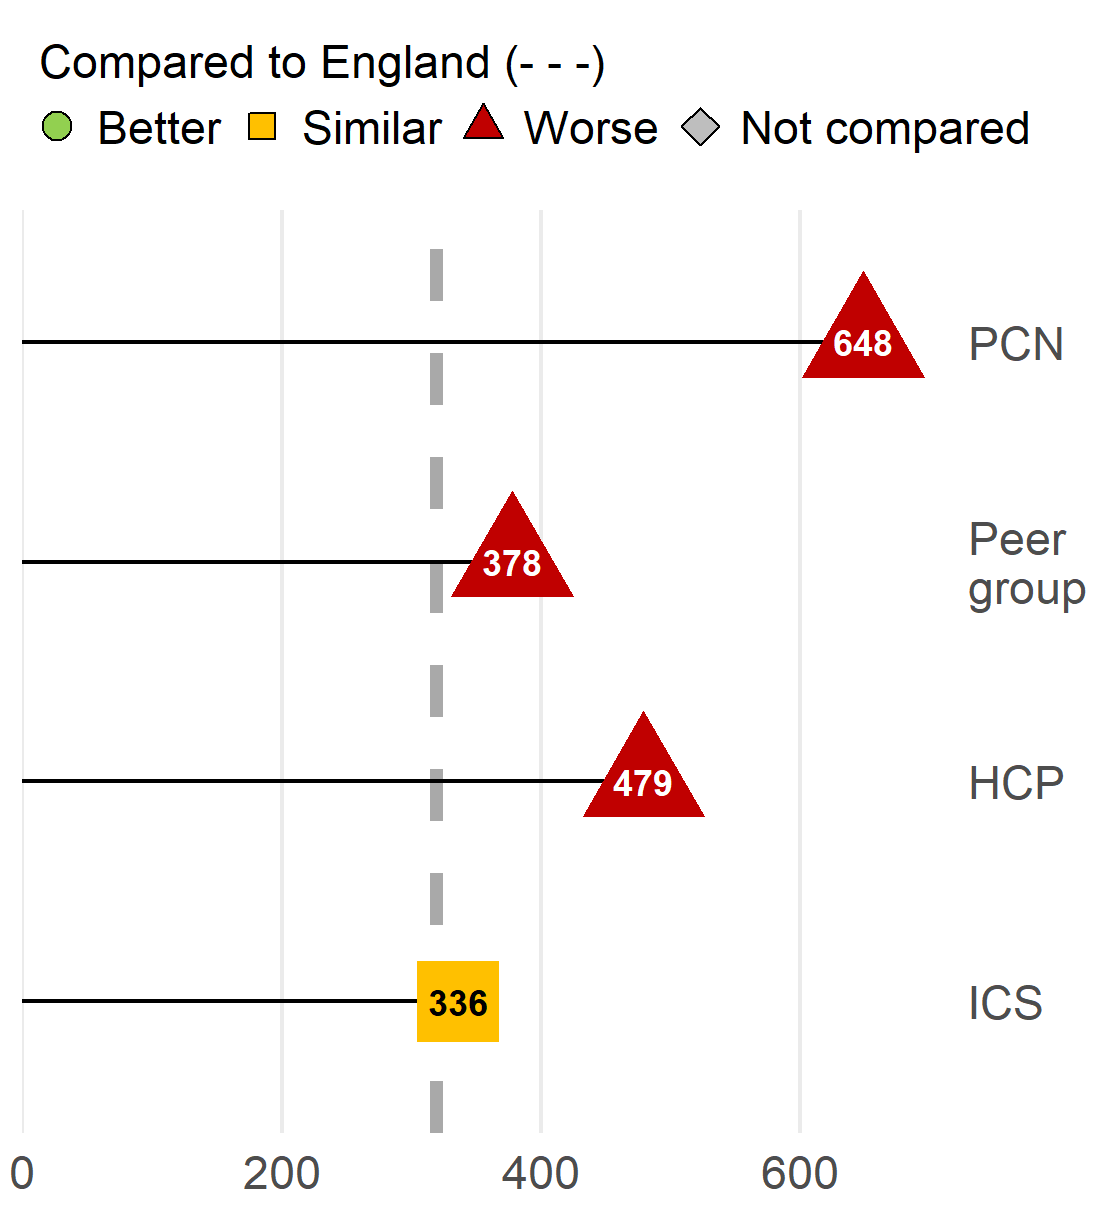 Compared to England (- - -)
Better Similar Worse Not compared
648 PCN
Peer
378
group
479 HCP
336 ICS
0 200 400 600